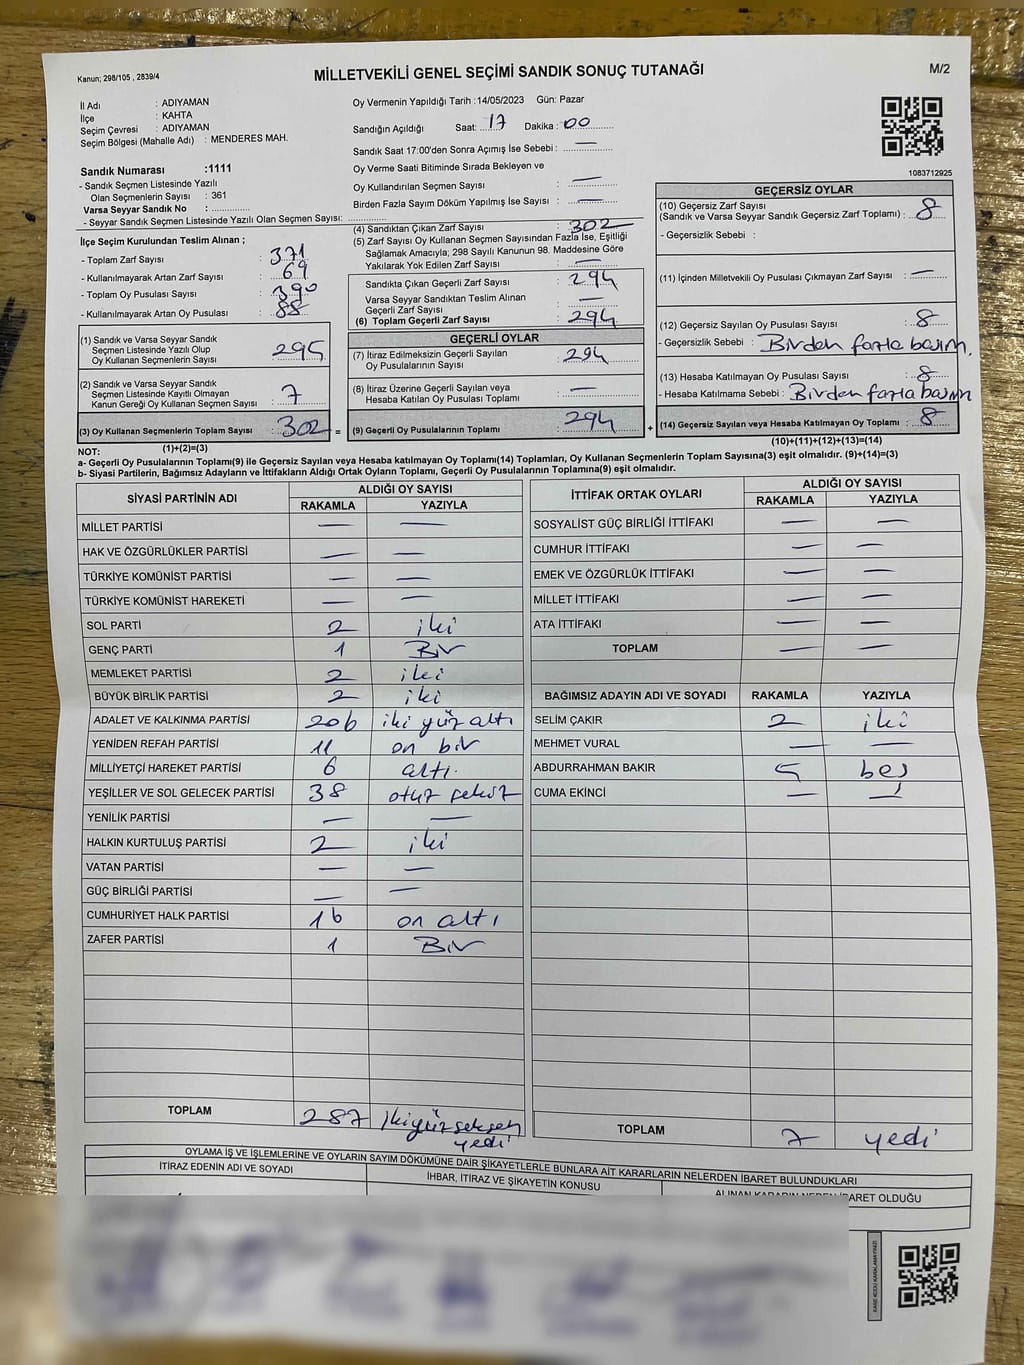 Kanun; 298/105 , 2839/4
MİLLETVEKİLİ GENEL SEÇİMİ SANDIK SONUÇ TUTANAĞI
M/2
İl Adı : ADIYAMAN
İlçe : KAHTA
Seçim Çevresi : ADIYAMAN
Seçim Bölgesi (Mahalle Adı) : MENDERES MAH.
Sandık Numarası :1111
- Sandık Seçmen Listesinde Yazılı
Olan Seçmenlerin Sayısı : 361
Varsa Seyyar Sandık No :
- Seyyar Sandık Seçmen Listesinde Yazılı Olan Seçmen Sayısı:
Oy Vermenin Yapıldığı Tarih :14/05/2023 Gün: Pazar
Sandığın Açıldığı Saat: 17 Dakika : 00
Sandık Saat 17:00'den Sonra Açımış İse Sebebi : —
Oy Verme Saati Bitiminde Sırada Bekleyen ve
Oy Kullandırılan Seçmen Sayısı : —
Birden Fazla Sayım Döküm Yapılmış İse Sayısı : —
1083712925
İlçe Seçim Kurulundan Teslim Alınan ;
- Toplam Zarf Sayısı : 371
- Kullanılmayarak Artan Zarf Sayısı : 69
- Toplam Oy Pusulası Sayısı : 390
- Kullanılmayarak Artan Oy Pusulası : 88
(1) Sandık ve Varsa Seyyar Sandık
Seçmen Listesinde Yazılı Olup
Oy Kullanan Seçmenlerin Sayısı : 295
(2) Sandık ve Varsa Seyyar Sandık
Seçmen Listesinde Kayıtlı Olmayan
Kanun Gereği Oy Kullanan Seçmen Sayısı : 7
(3) Oy Kullanan Seçmenlerin Toplam Sayısı : 302 =
(1)+(2)=(3)
(4) Sandıktan Çıkan Zarf Sayısı : 302
(5) Zarf Sayısı Oy Kullanan Seçmen Sayısından Fazla İse, Eşitliği
Sağlamak Amacıyla; 298 Sayılı Kanunun 98. Maddesine Göre
Yakılarak Yok Edilen Zarf Sayısı : —
Sandıkta Çıkan Geçerli Zarf Sayısı : 294
Varsa Seyyar Sandıktan Teslim Alınan
Geçerli Zarf Sayısı : —
(6) Toplam Geçerli Zarf Sayısı : 294
GEÇERLİ OYLAR
(7) İtiraz Edilmeksizin Geçerli Sayılan
Oy Pusulalarının Sayısı : 294
(8) İtiraz Üzerine Geçerli Sayılan veya
Hesaba Katılan Oy Pusulası Toplamı : —
(9) Geçerli Oy Pusulalarının Toplamı : 294 +
GEÇERSİZ OYLAR
(10) Geçersiz Zarf Sayısı
(Sandık ve Varsa Seyyar Sandık Geçersiz Zarf Toplamı) : 8
- Geçersizlik Sebebi :
(11) İçinden Milletvekili Oy Pusulası Çıkmayan Zarf Sayısı : —
(12) Geçersiz Sayılan Oy Pusulası Sayısı : 8
- Geçersizlik Sebebi : Birden fazla basım.
(13) Hesaba Katılmayan Oy Pusulası Sayısı : 8
- Hesaba Katılmama Sebebi : Birden fazla basım
(14) Geçersiz Sayılan veya Hesaba Katılmayan Oy Toplamı : 8
(10)+(11)+(12)+(13)=(14)
NOT:
a- Geçerli Oy Pusulalarının Toplamı(9) ile Geçersiz Sayılan veya Hesaba Katılmayan Oy Toplamı(14) Toplamları, Oy Kullanan Seçmenlerin Toplam Sayısına(3) eşit olmalıdır. (9)+(14)=(3)
b- Siyasi Partilerin, Bağımsız Adayların ve İttifakların Aldığı Ortak Oyların Toplamı, Geçerli Oy Pusulalarının Toplamına(9) eşit olmalıdır.
SİYASİ PARTİNİN ADI ALDIĞI OY SAYISI
RAKAMLA YAZIYLA
MİLLET PARTİSİ — —
HAK VE ÖZGÜRLÜKLER PARTİSİ — —
TÜRKİYE KOMÜNİST PARTİSİ — —
TÜRKİYE KOMÜNİST HAREKETİ — —
SOL PARTİ 2 iki
GENÇ PARTİ 1 Bir
MEMLEKET PARTİSİ 2 iki
BÜYÜK BİRLİK PARTİSİ 2 iki
ADALET VE KALKINMA PARTİSİ 206 iki yüz altı
YENİDEN REFAH PARTİSİ 11 on bir
MİLLİYETÇİ HAREKET PARTİSİ 6 altı.
YEŞİLLER VE SOL GELECEK PARTİSİ 38 otuz sekiz
YENİLİK PARTİSİ — —
HALKIN KURTULUŞ PARTİSİ 2 iki
VATAN PARTİSİ — —
GÜÇ BİRLİĞİ PARTİSİ — —
CUMHURİYET HALK PARTİSİ 16 on altı
ZAFER PARTİSİ 1 Bir
TOPLAM 287 ikiyüz seksen
yedi
İTTİFAK ORTAK OYLARI ALDIĞI OY SAYISI
RAKAMLA YAZIYLA
SOSYALİST GÜÇ BİRLİĞİ İTTİFAKI — —
CUMHUR İTTİFAKI — —
EMEK VE ÖZGÜRLÜK İTTİFAKI — —
MİLLET İTTİFAKI — —
ATA İTTİFAKI — —
TOPLAM — —
BAĞIMSIZ ADAYIN ADI VE SOYADI RAKAMLA YAZIYLA
SELİM ÇAKIR 2 iki
MEHMET VURAL — —
ABDURRAHMAN BAKIR 5 beş
CUMA EKİNCİ — —
TOPLAM 7 yedi
OYLAMA İŞ VE İŞLEMLERİNE VE OYLARIN SAYIM DÖKÜMÜNE DAİR ŞİKAYETLERLE BUNLARA AİT KARARLARIN NELERDEN İBARET BULUNDUKLARI
İTİRAZ EDENİN ADI VE SOYADI
İHBAR, İTİRAZ VE ŞİKAYETİN KONUSU
ALINAN KARARIN NEDEN İBARET OLDUĞU